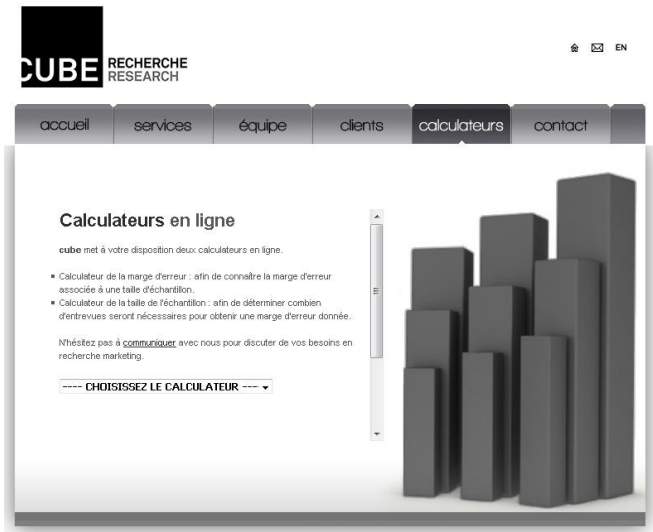 CUBE RECHERCHE
RESEARCH
EN
accueil services équipe clients calculateurs contact
Calculateurs en ligne
cube met à votre disposition deux calculateurs en ligne.
Calculateur de la marge d'erreur : afin de connaître la marge d'erreur
associée à une taille d'échantillon.
Calculateur de la taille de l'échantillon : afin de déterminer combien
d'entrevues seront nécessaires pour obtenir une marge d'erreur donnée.
N'hésitez pas à communiquer avec nous pour discuter de vos besoins en
recherche marketing.
---- CHOISISSEZ LE CALCULATEUR ----